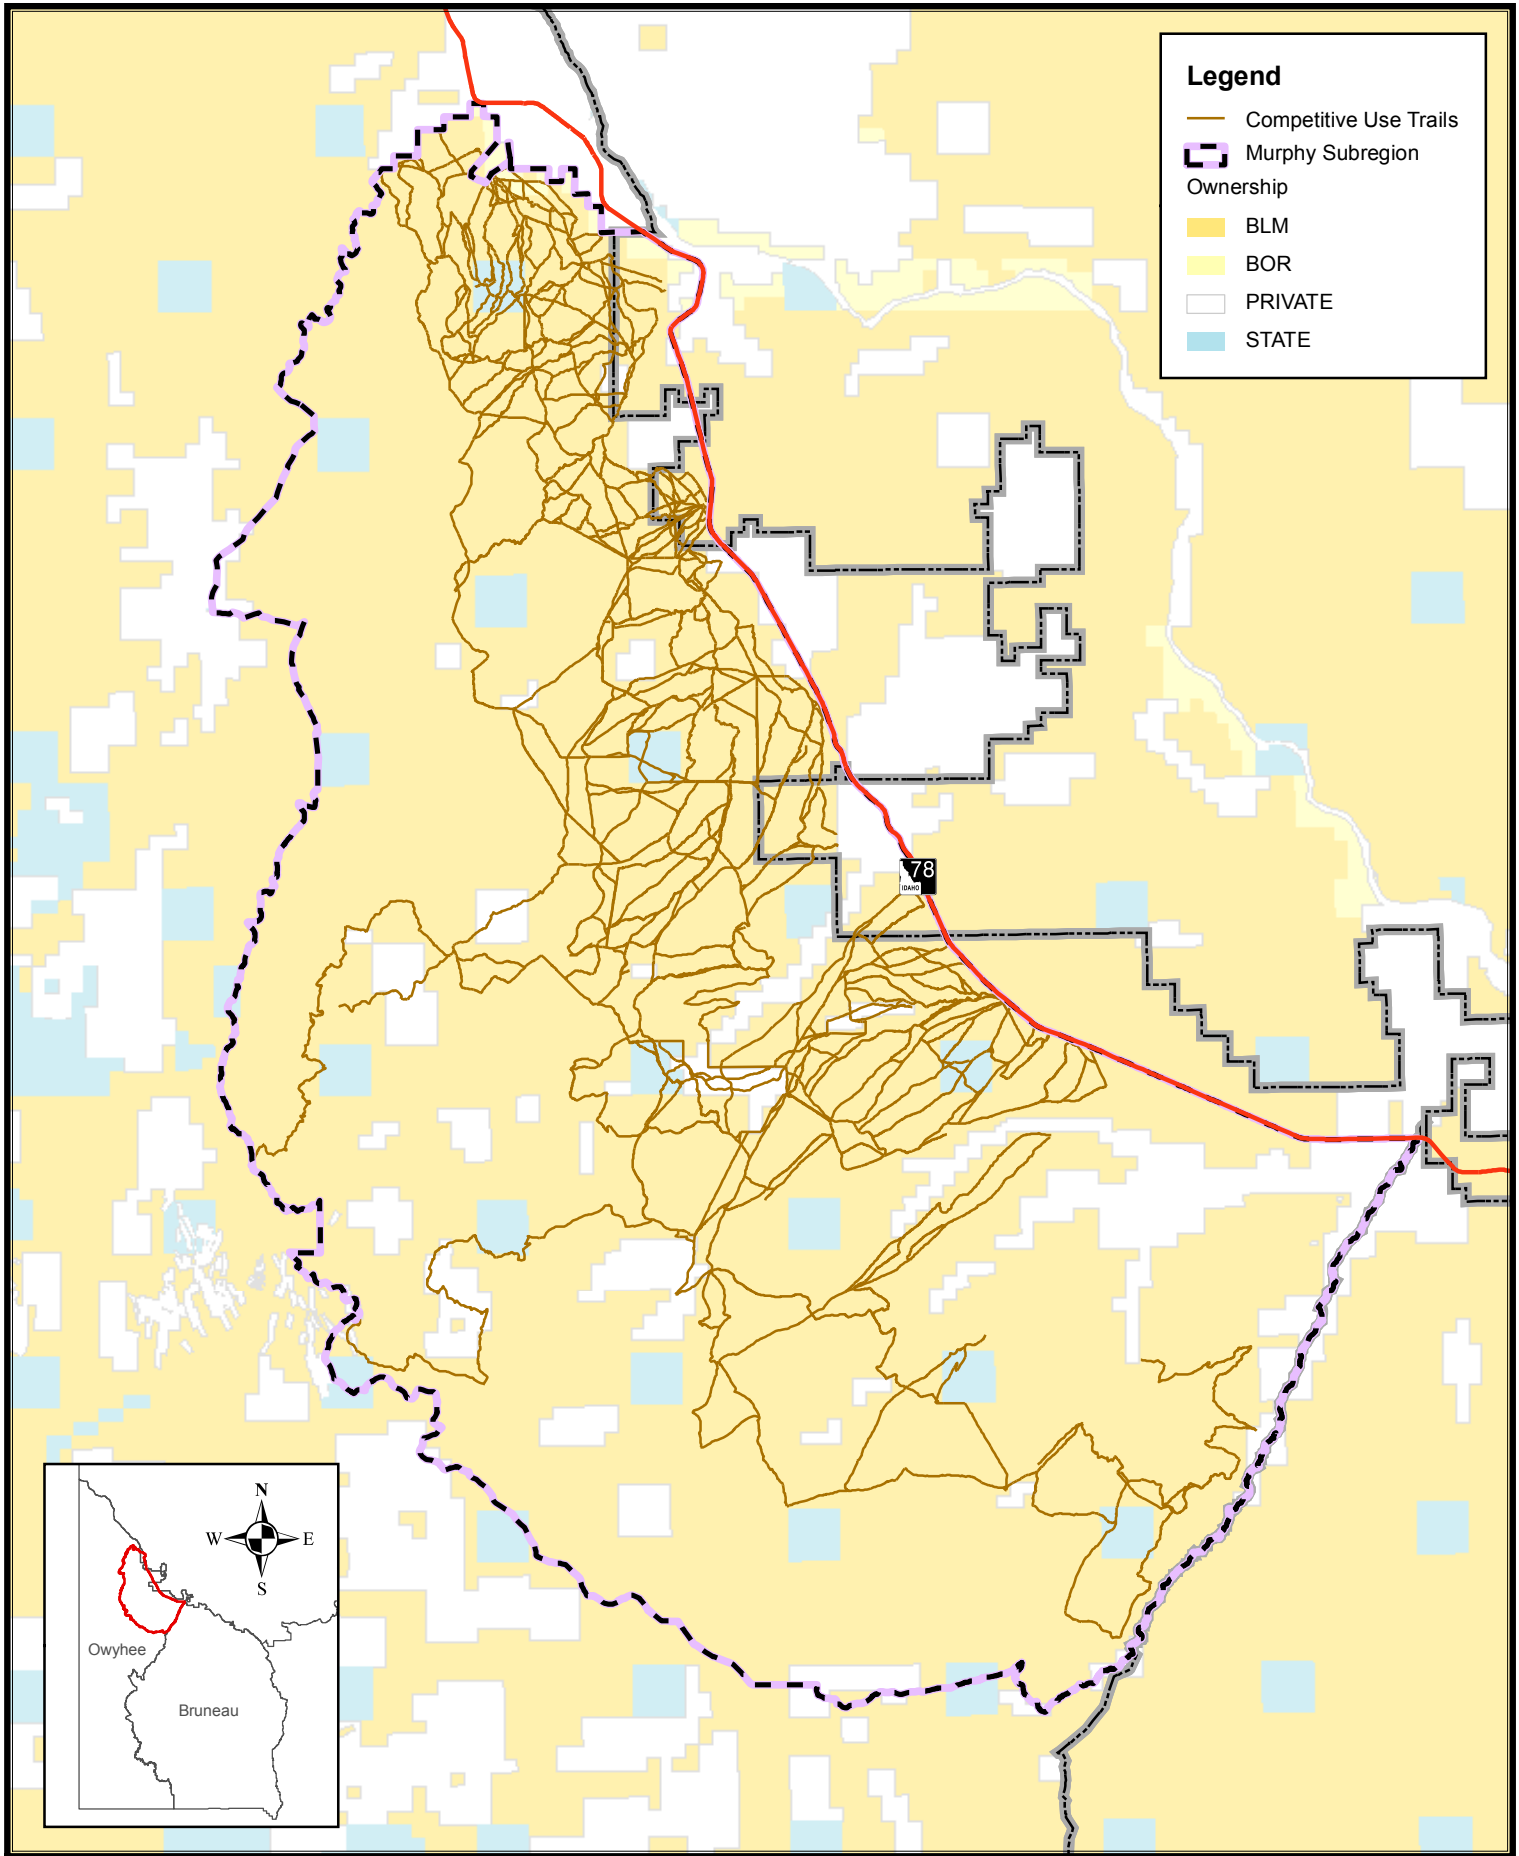 Legend
Competitive Use Trails
Murphy Subregion
Ownership
BLM
BOR
PRIVATE
STATE
78
IDAHO
N
W E
S
Owyhee
Bruneau